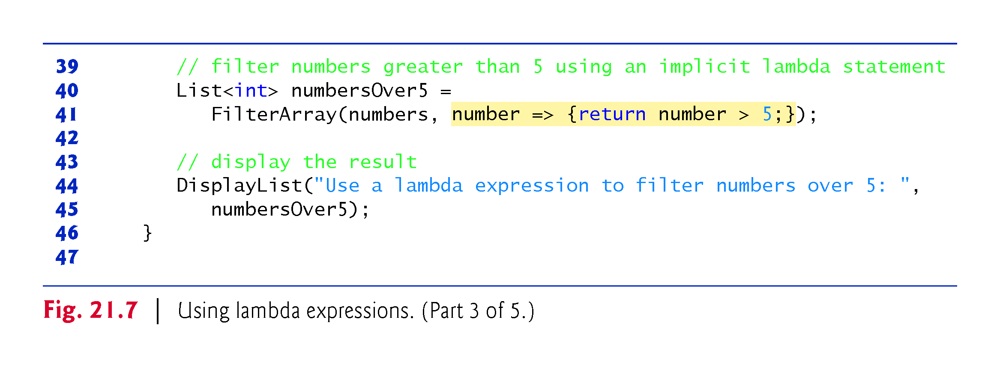 39 // filter numbers greater than 5 using an implicit lambda statement
40 List<int> numbersOver5 =
41 FilterArray(numbers, number => {return number > 5;});
42
43 // display the result
44 DisplayList("Use a lambda expression to filter numbers over 5: ",
45 numbersOver5);
46 }
47
Fig. 21.7 | Using lambda expressions. (Part 3 of 5.)